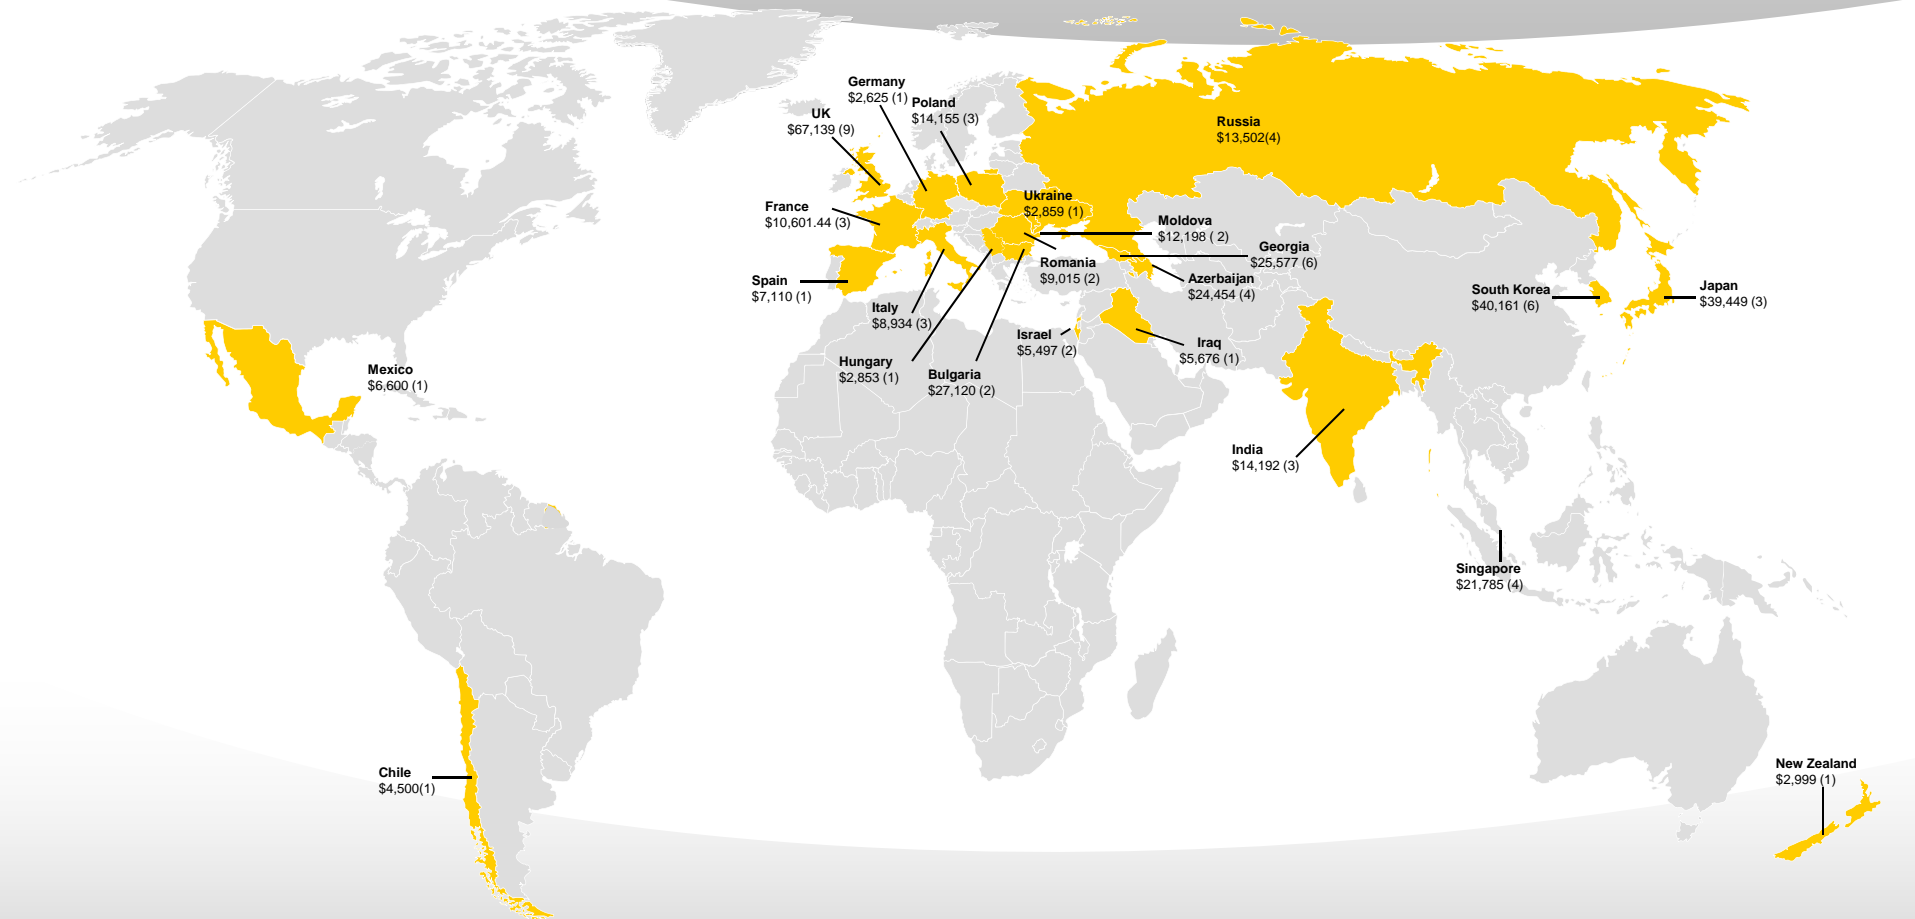 Germany
$2,625 (1)
Poland
$14,155 (3)
UK
$67,139 (9)
Russia
$13,502(4)
France
$10,601.44 (3)
Ukraine
$2,859 (1)
Moldova
$12,198 ( 2)
Georgia
$25,577 (6)
Romania
$9,015 (2)
Azerbaijan
$24,454 (4)
Spain
$7,110 (1)
South Korea
$40,161 (6)
Japan
$39,449 (3)
Italy
$8,934 (3)
Israel
$5,497 (2)
Iraq
$5,676 (1)
Hungary
$2,853 (1)
Bulgaria
$27,120 (2)
Mexico
$6,600 (1)
India
$14,192 (3)
Singapore
$21,785 (4)
Chile
$4,500(1)
New Zealand
$2,999 (1)